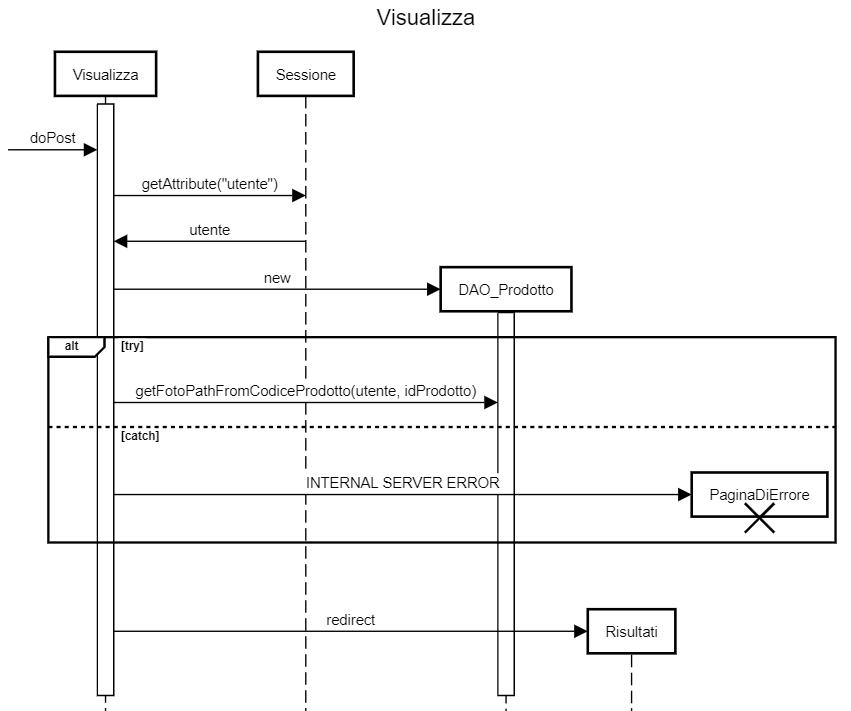 Visualizza
Visualizza
Sessione
doPost
getAttribute("utente")
utente
new
DAO_Prodotto
alt
[try]
getFotoPathFromCodiceProdotto(utente, idProdotto)
[catch]
INTERNAL SERVER ERROR
PaginaDiErrore
redirect
Risultati